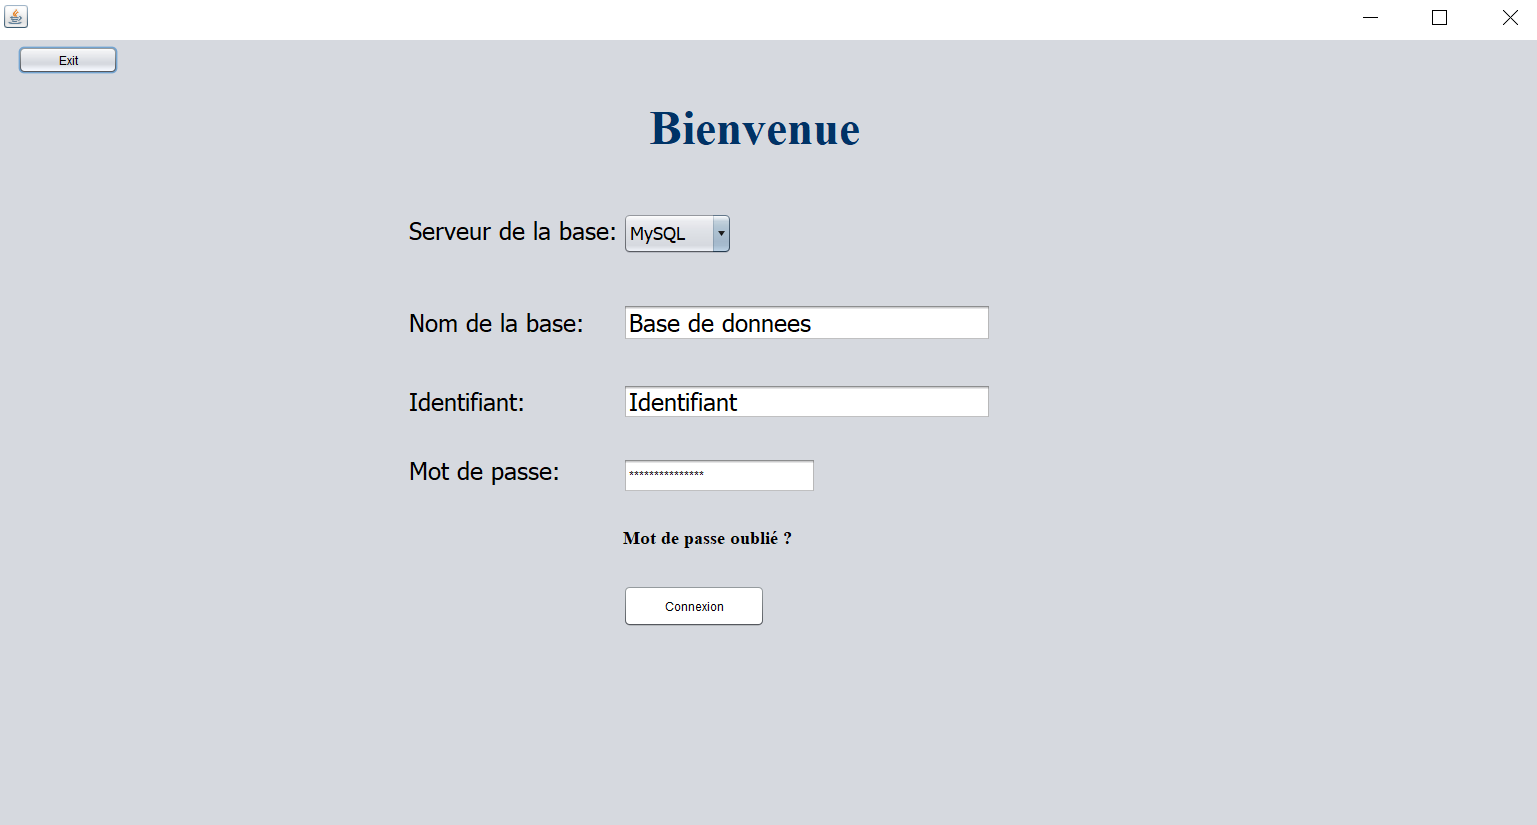 Exit
Bienvenue
Serveur de la base: MySQL
Nom de la base: Base de donnees
Identifiant: Identifiant
Mot de passe: ***************
Mot de passe oublié ?
Connexion